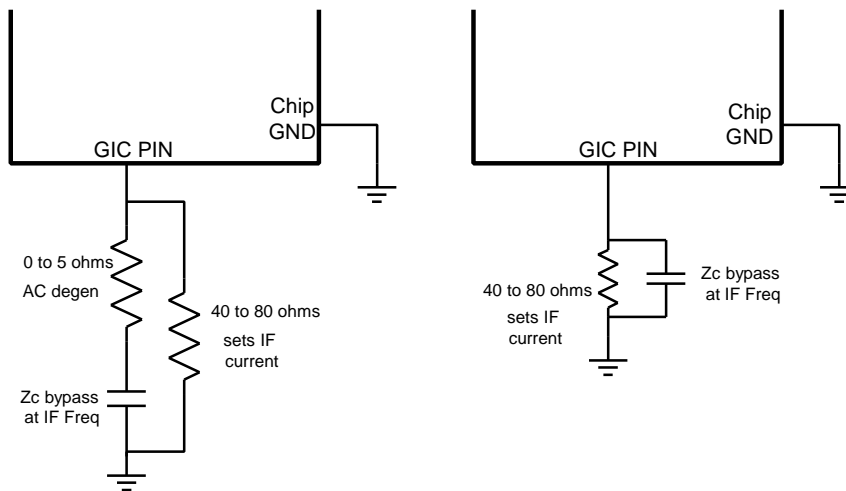 Chip
GND
GIC PIN
0 to 5 ohms
AC degen
40 to 80 ohms
sets IF
current
Zc bypass
at IF Freq
Chip
GND
GIC PIN
Zc bypass
at IF Freq
40 to 80 ohms
sets IF
current